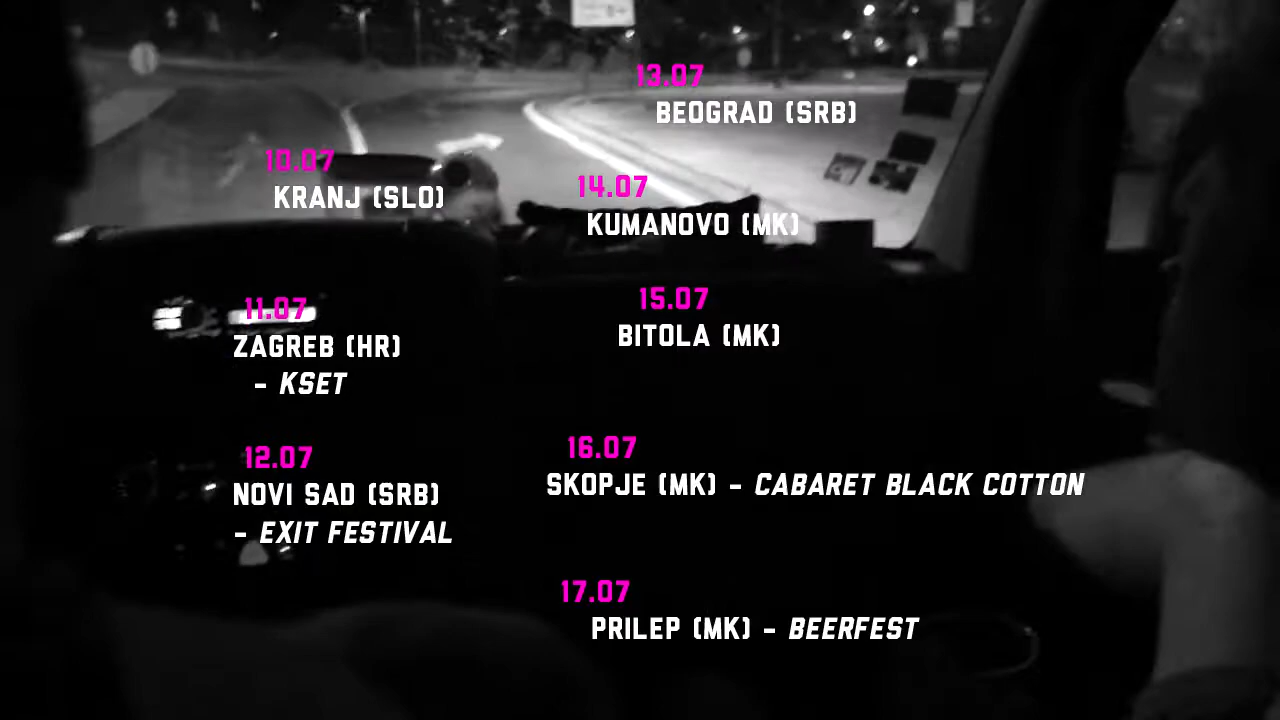 10.07
KRANJ (SLO)
11.07
ZAGREB (HR)
- KSET
12.07
NOVI SAD (SRB)
- EXIT FESTIVAL
13.07
BEOGRAD (SRB)
14.07
KUMANOVO (MK)
15.07
BITOLA (MK)
16.07
SKOPJE (MK) - CABARET BLACK COTTON
17.07
PRILEP (MK) - BEERFEST